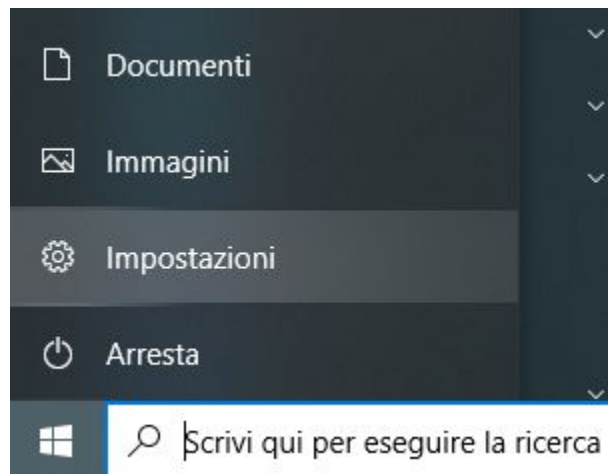 Documenti
Immagini
Impostazioni
Arresta
Scrivi qui per eseguire la ricerca